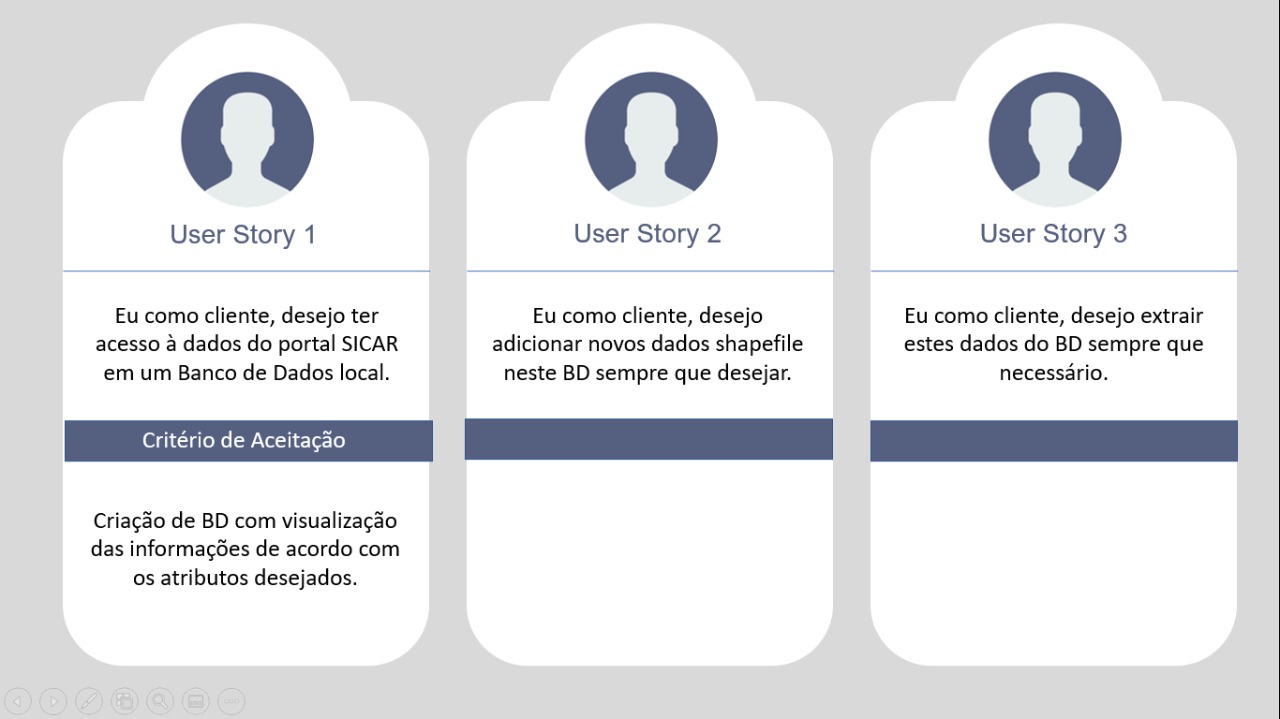 User Story 1
Eu como cliente, desejo ter
acesso à dados do portal SICAR
em um Banco de Dados local.
Critério de Aceitação
Criação de BD com visualização
das informações de acordo com
os atributos desejados.
User Story 2
Eu como cliente, desejo
adicionar novos dados shapefile
neste BD sempre que desejar.
User Story 3
Eu como cliente, desejo extrair
estes dados do BD sempre que
necessário.